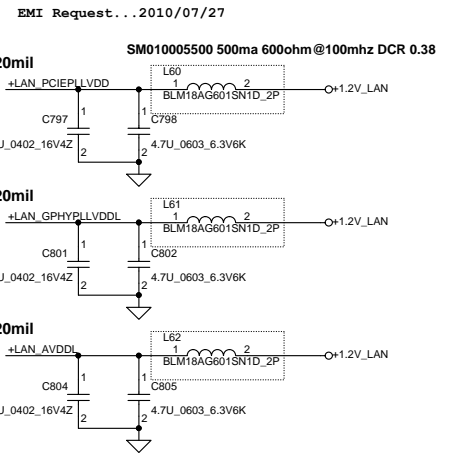 EMI Request...2010/07/27
SM010005500 500ma 600ohm@100mhz DCR 0.38
20mil
L60
+LAN_PCIEPLLVDD
1 2
+1.2V_LAN
BLM18AG601SN1D_2P
1 1
C797 C798
U_0402_16V4Z 4.7U_0603_6.3V6K
2 2
20mil
L61
+LAN_GPHYPLLVDDL
1 2
+1.2V_LAN
BLM18AG601SN1D_2P
1 1
C801 C802
U_0402_16V4Z 4.7U_0603_6.3V6K
2 2
20mil
L62
+LAN_AVDDL
1 2
+1.2V_LAN
BLM18AG601SN1D_2P
1 1
C804 C805
U_0402_16V4Z 4.7U_0603_6.3V6K
2 2